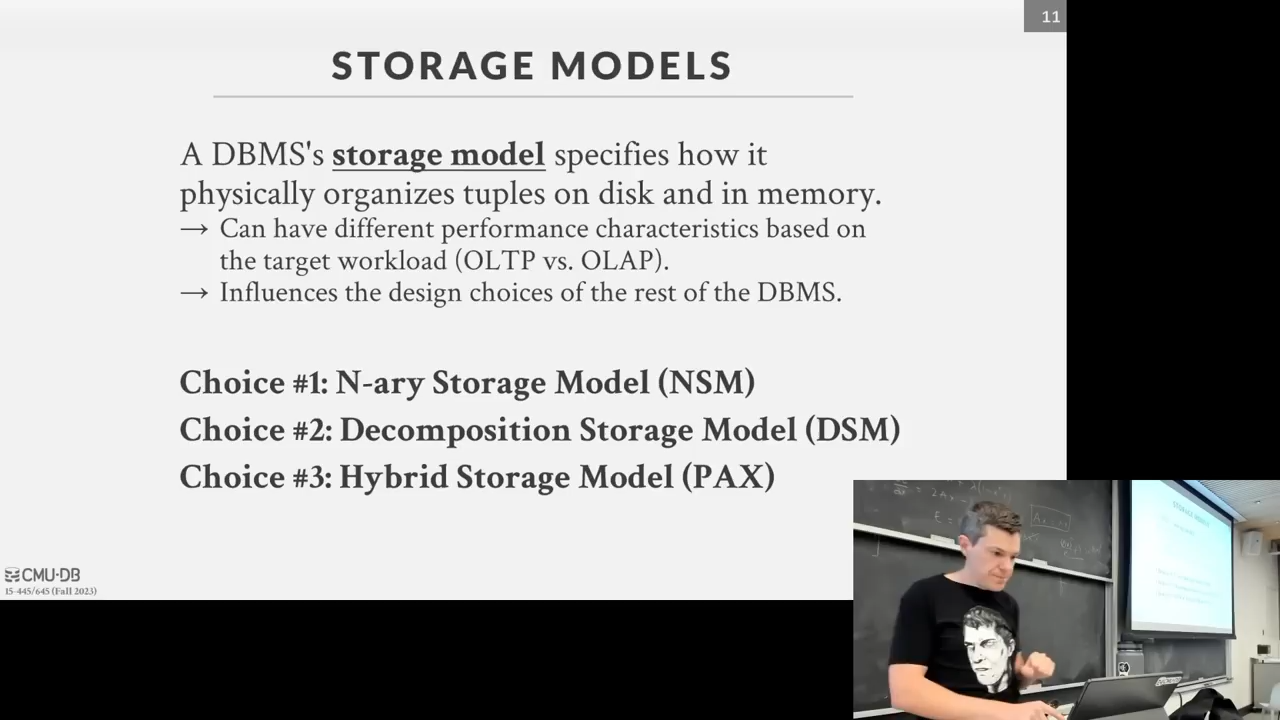 11
STORAGE MODELS
A DBMS's storage model specifies how it
physically organizes tuples on disk and in memory.
→ Can have different performance characteristics based on
the target workload (OLTP vs. OLAP).
→ Influences the design choices of the rest of the DBMS.
Choice #1: N-ary Storage Model (NSM)
Choice #2: Decomposition Storage Model (DSM)
Choice #3: Hybrid Storage Model (PAX)
CMU·DB
15-445/645 (Fall 2023)
STORAGE MODELS